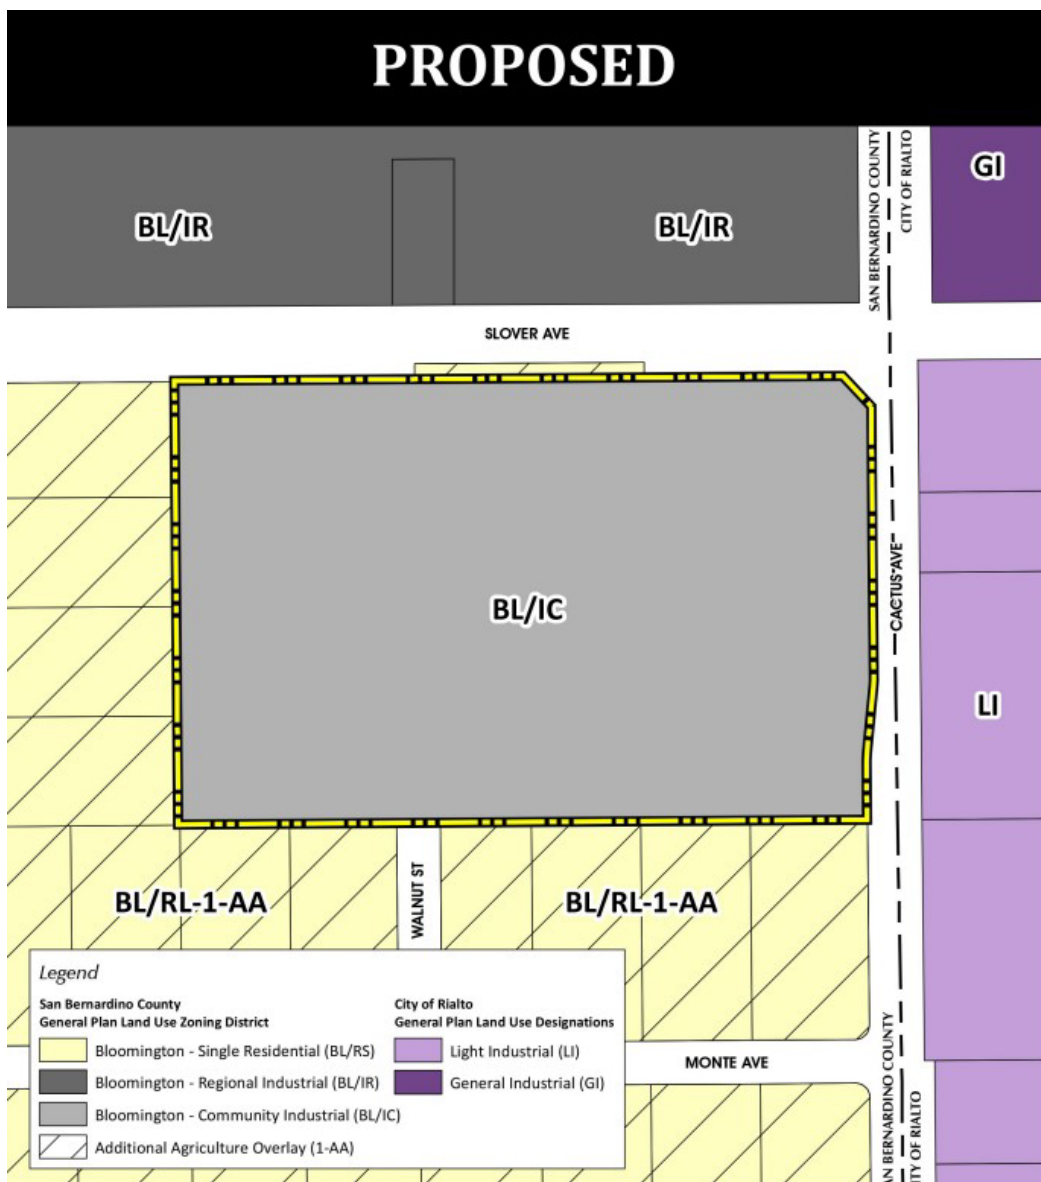 PROPOSED
BL/IR
BL/IR
SAN BERNARDINO COUNTY
CITY OF RIALTO
GI
SLOVER AVE
BL/IC
CACTUS AVE
LI
BL/RL-1-AA
WALNUT ST
BL/RL-1-AA
Legend
San Bernardino County
General Plan Land Use Zoning District
Bloomington - Single Residential (BL/RS)
Bloomington - Regional Industrial (BL/IR)
Bloomington - Community Industrial (BL/IC)
Additional Agriculture Overlay (1-AA)
City of Rialto
General Plan Land Use Designations
Light Industrial (LI)
General Industrial (GI)
MONTE AVE
BERNARDINO COUNTY
OF RIALTO